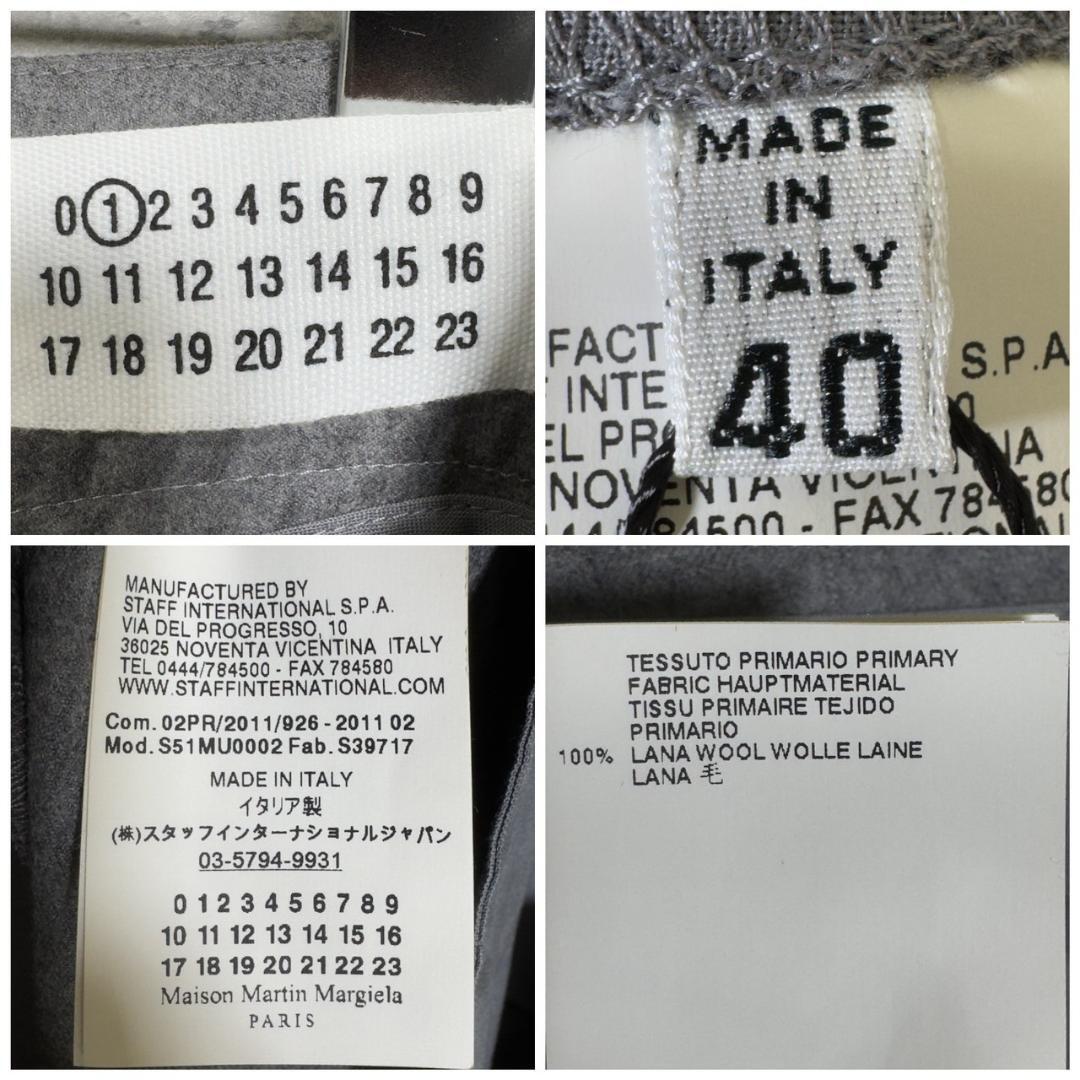 0 1 2 3 4 5 6 7 8 9
10 11 12 13 14 15 16
17 18 19 20 21 22 23
MADE
IN
ITALY
40
FACT S.P.A
INTE
EL PR 0
NOVENTA VICENTINA
784500 - FAX 784580
MANUFACTURED BY
STAFF INTERNATIONAL S.P.A.
VIA DEL PROGRESSO, 10
36025 NOVENTA VICENTINA ITALY
TEL 0444/784500 - FAX 784580
WWW.STAFFINTERNATIONAL.COM
Com. 02PR/2011/926 - 2011 02
Mod. S51MU0002 Fab. S39717
MADE IN ITALY
イタリア製
(株)スタッフインターナショナルジャパン
03-5794-9931
0 1 2 3 4 5 6 7 8 9
10 11 12 13 14 15 16
17 18 19 20 21 22 23
Maison Martin Margiela
PARIS
TESSUTO PRIMARIO PRIMARY
FABRIC HAUPTMATERIAL
TISSU PRIMAIRE TEJIDO
PRIMARIO
100% LANA WOOL WOLLE LAINE
LANA 毛